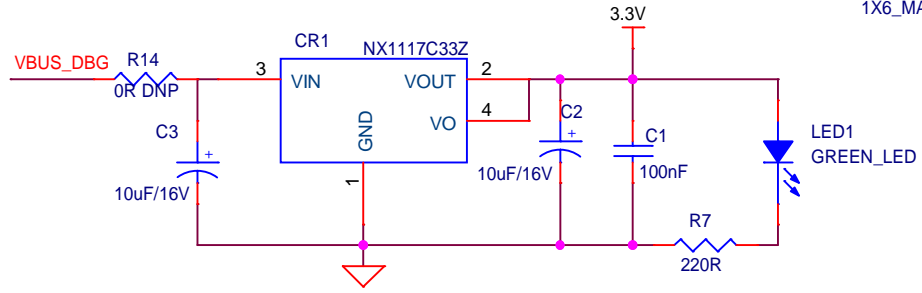 1X6_MA
3.3V
CR1
NX1117C33Z
VBUS_DBG
R14
0R DNP
3
VIN
VOUT
2
VO
4
GND
1
C3
+
10uF/16V
C2
+
10uF/16V
C1
100nF
LED1
GREEN_LED
R7
220R